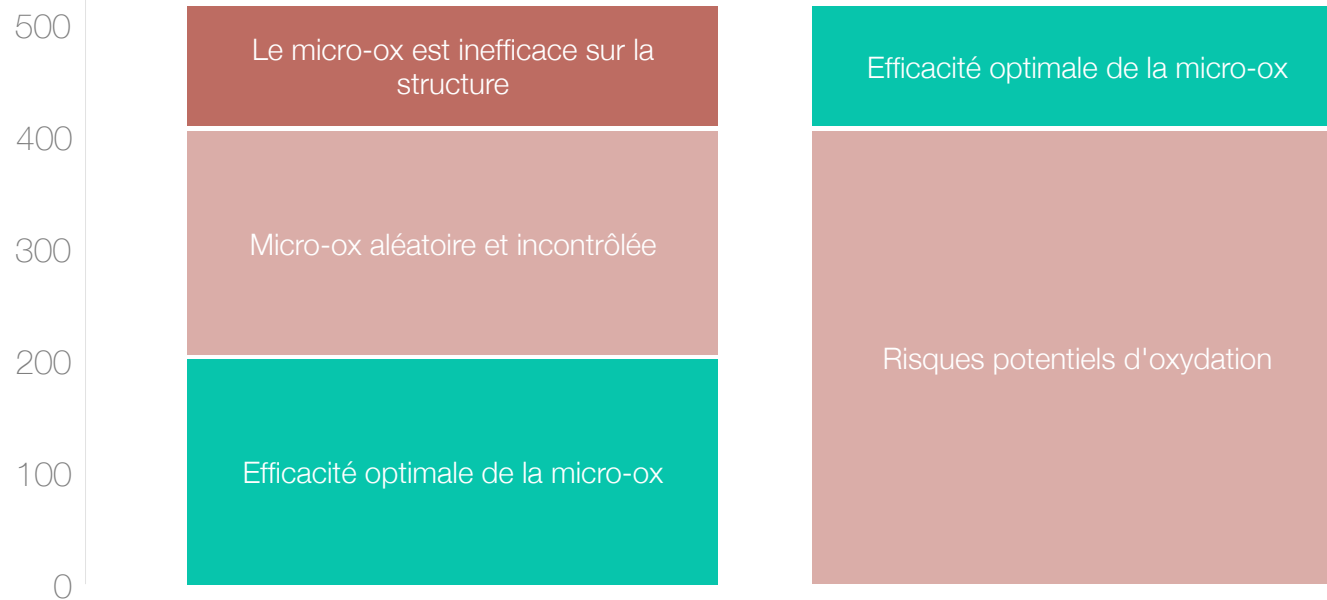 500
400
300
200
100
0
Le micro-ox est inefficace sur la
structure
Micro-ox aléatoire et incontrôlée
Efficacité optimale de la micro-ox
Efficacité optimale de la micro-ox
Risques potentiels d'oxydation